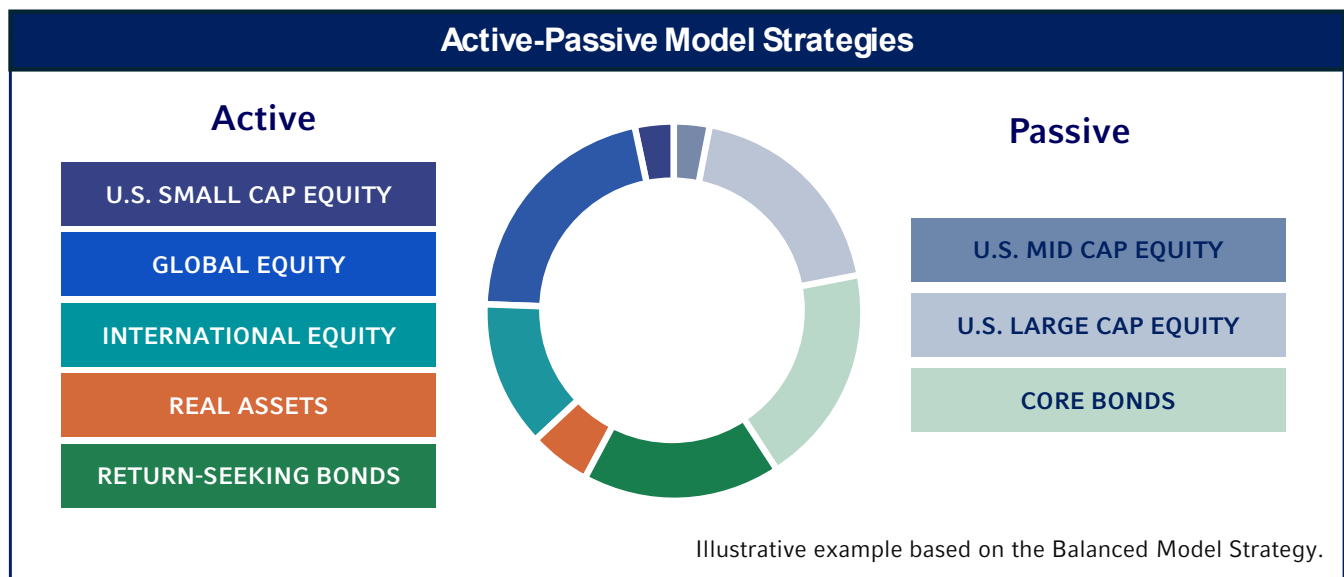 Active-Passive Model Strategies
Active
U.S. SMALL CAP EQUITY
GLOBAL EQUITY
INTERNATIONAL EQUITY
REAL ASSETS
RETURN-SEEKING BONDS
Passive
U.S. MID CAP EQUITY
U.S. LARGE CAP EQUITY
CORE BONDS
Illustrative example based on the Balanced Model Strategy.